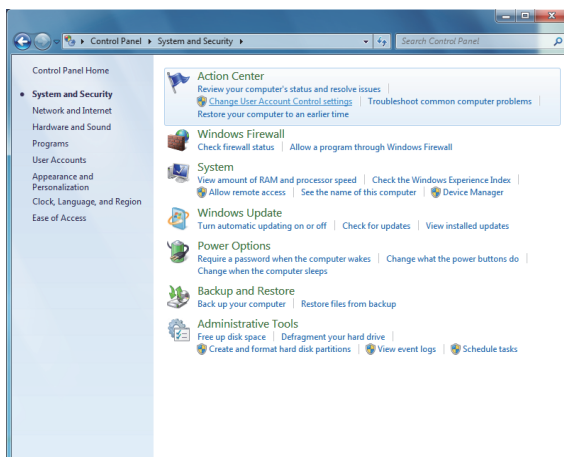 Control Panel ▸ System and Security ▸
Search Control Panel
Control Panel Home
System and Security
Network and Internet
Hardware and Sound
Programs
User Accounts
Appearance and
Personalization
Clock, Language, and Region
Ease of Access
Action Center
Review your computer's status and resolve issues
Change User Account Control settings | Troubleshoot common computer problems
Restore your computer to an earlier time
Windows Firewall
Check firewall status | Allow a program through Windows Firewall
System
View amount of RAM and processor speed | Check the Windows Experience Index
Allow remote access | See the name of this computer | Device Manager
Windows Update
Turn automatic updating on or off | Check for updates | View installed updates
Power Options
Require a password when the computer wakes | Change what the power buttons do
Change when the computer sleeps
Backup and Restore
Back up your computer | Restore files from backup
Administrative Tools
Free up disk space | Defragment your hard drive
Create and format hard disk partitions | View event logs | Schedule tasks